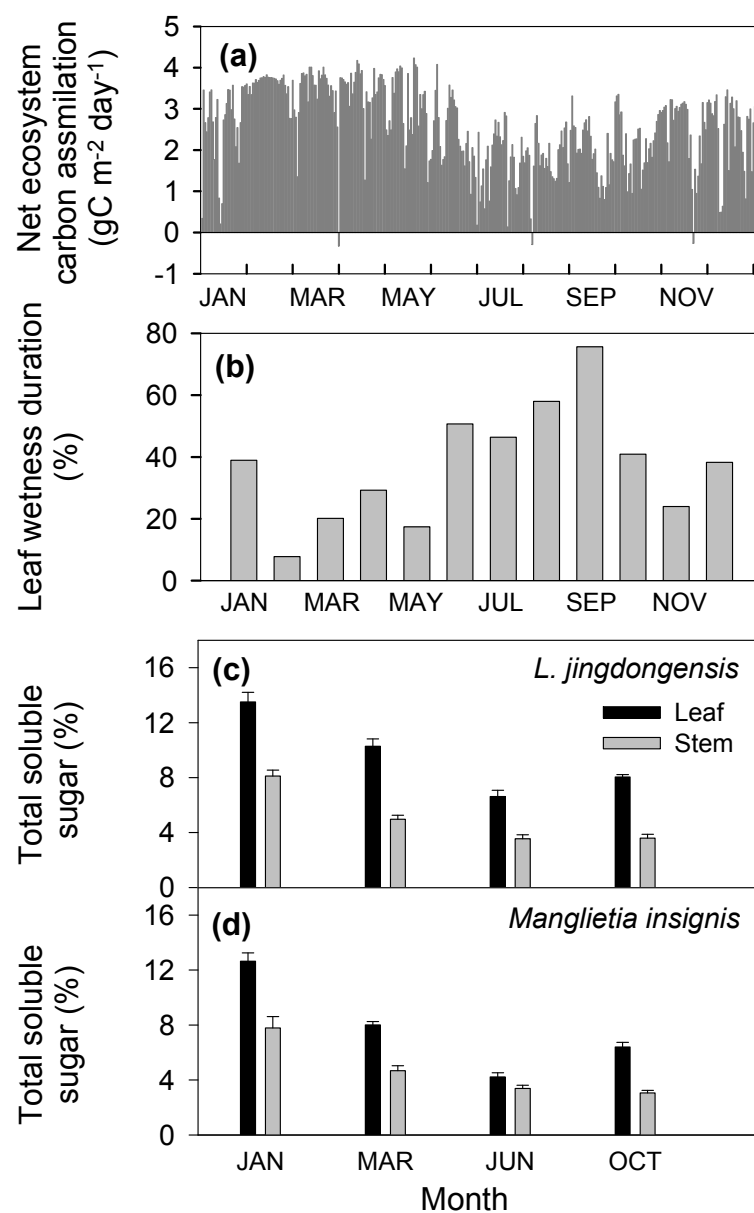 Net ecosystem
carbon assmilation
(gC m-2 day-1)
(a)
5
4
3
2
1
0
-1
JAN MAR MAY JUL SEP NOV
Leaf wetness duration
(%)
(b)
80
60
40
20
0
JAN MAR MAY JUL SEP NOV
Total soluble
sugar (%)
(c)
L. jingdongensis
Leaf
Stem
16
12
8
4
0
Total soluble
sugar (%)
(d)
Manglietia insignis
16
12
8
4
0
JAN MAR JUN OCT
Month